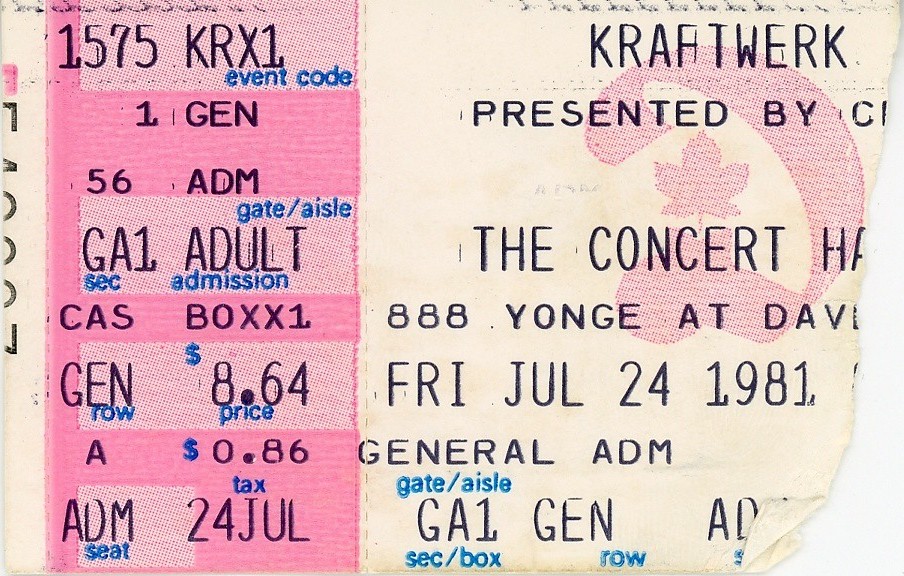 1575 KRX1
event code
1 GEN
56 ADM
gate/aisle
GA1 ADULT
sec admission
CAS BOXX1
$
GEN 8.64
row price
A $ 0.86
tax
ADM 24JUL
seat
KRAFTWERK
PRESENTED BY
THE CONCERT
888 YONGE AT
FRI JUL 24 1981
GENERAL ADM
gate/aisle
GA1 GEN
sec/box row